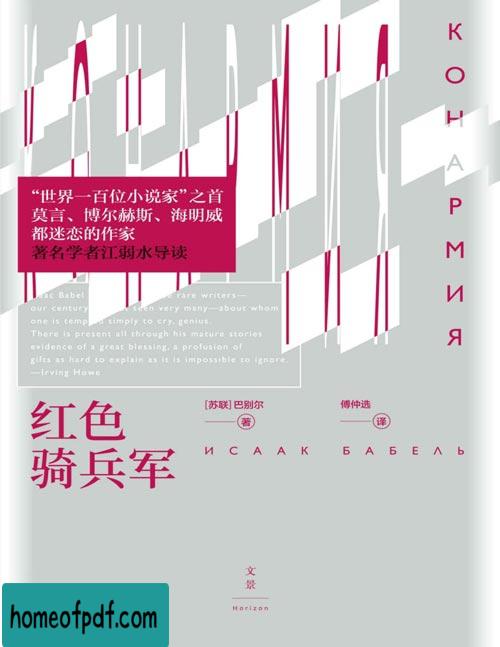 КОНАРМИЯ
“世界一百位小说家”之首
莫言、博尔赫斯、海明威
都迷恋的作家
著名学者江弱水导读
Babel
rare writers—
our century seen very many—about whom
one is tempted simply to cry, genius.
There is present all through his mature stories
evidence of a great blessing, a profusion of
gifts as hard to explain as it is impossible to ignore.
—Irving Howe
红色
骑兵军
[苏联] 巴别尔 著
傅仲选 译
ИСААК БАБЕЛЬ
文
景
Horizon
homeofpdf.com